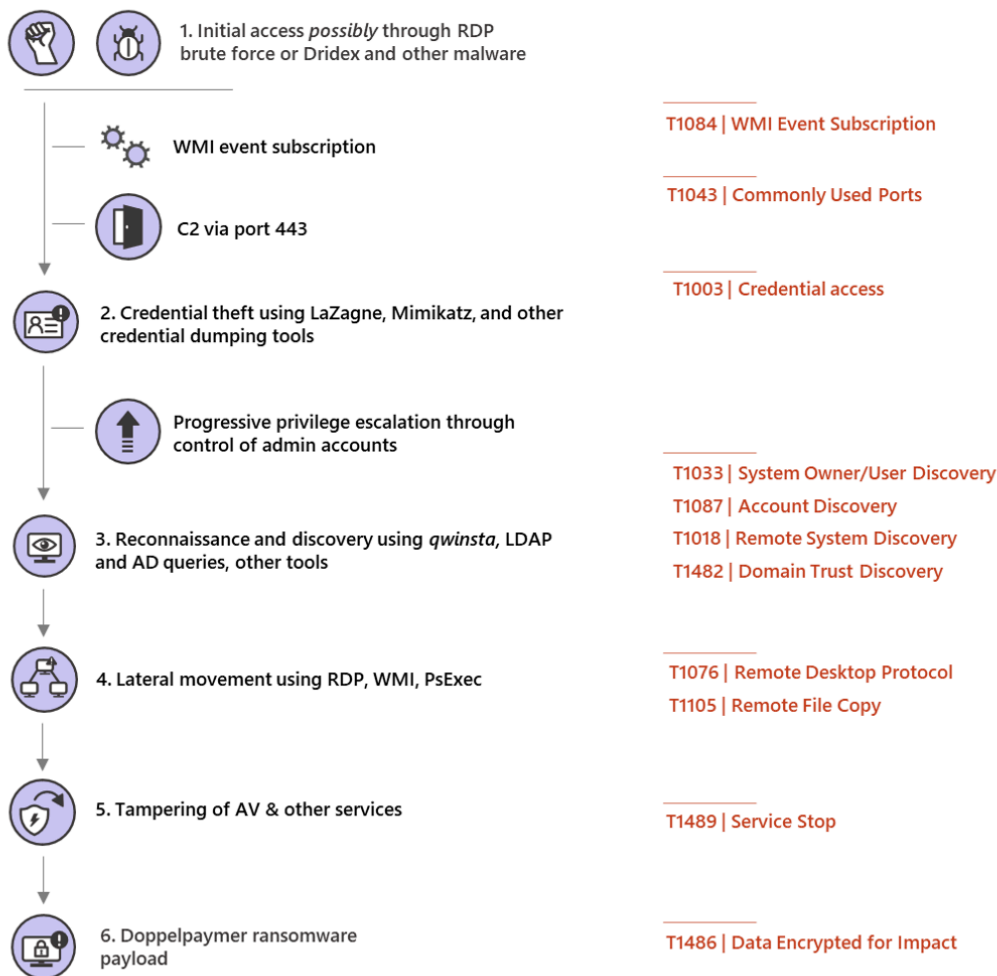 1. Initial access possibly through RDP
brute force or Dridex and other malware
T1084 | WMI Event Subscription
WMI event subscription
T1043 | Commonly Used Ports
C2 via port 443
T1003 | Credential access
2. Credential theft using LaZagne, Mimikatz, and other
credential dumping tools
Progressive privilege escalation through
control of admin accounts
T1033 | System Owner/User Discovery
T1087 | Account Discovery
T1018 | Remote System Discovery
T1482 | Domain Trust Discovery
3. Reconnaissance and discovery using qwinsta, LDAP
and AD queries, other tools
T1076 | Remote Desktop Protocol
T1105 | Remote File Copy
4. Lateral movement using RDP, WMI, PsExec
5. Tampering of AV & other services
T1489 | Service Stop
6. Doppelpaymer ransomware
payload
T1486 | Data Encrypted for Impact